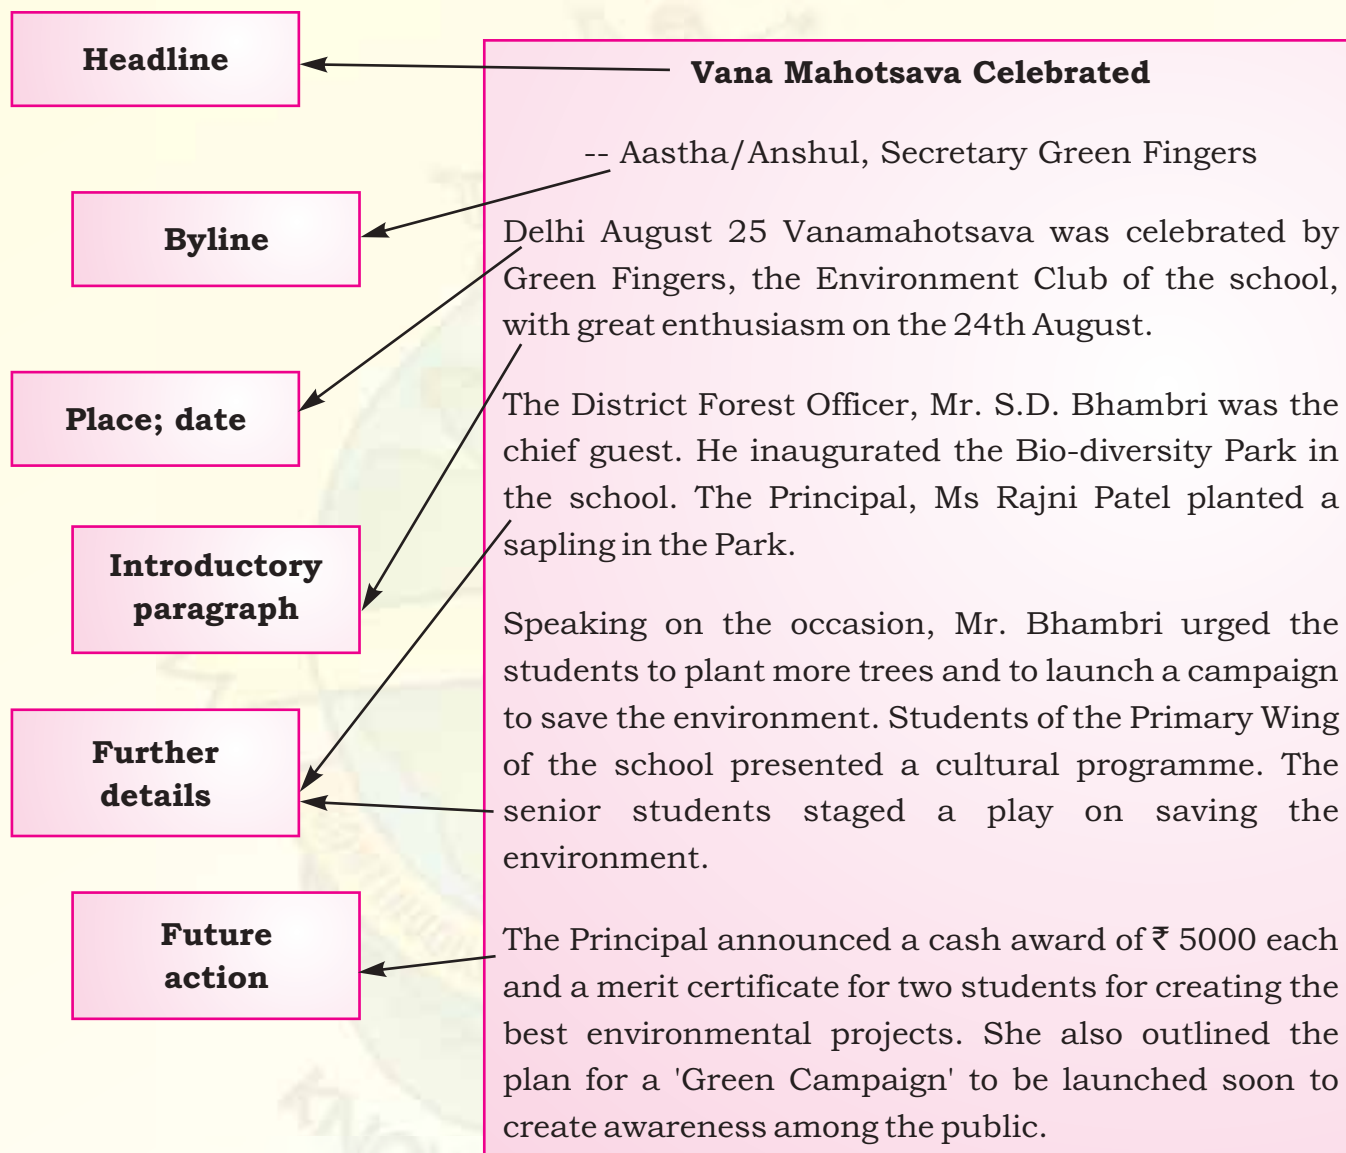 Headline
Vana Mahotsava Celebrated
-- Aastha/Anshul, Secretary Green Fingers
Byline
Delhi August 25 Vanamahotsava was celebrated by
Green Fingers, the Environment Club of the school,
with great enthusiasm on the 24th August.
Place; date
The District Forest Officer, Mr. S.D. Bhambri was the
chief guest. He inaugurated the Bio-diversity Park in
the school. The Principal, Ms Rajni Patel planted a
sapling in the Park.
Introductory
paragraph
Speaking on the occasion, Mr. Bhambri urged the
students to plant more trees and to launch a campaign
to save the environment. Students of the Primary Wing
of the school presented a cultural programme. The
senior students staged a play on saving the
environment.
Further
details
Future
action
The Principal announced a cash award of ₹ 5000 each
and a merit certificate for two students for creating the
best environmental projects. She also outlined the
plan for a 'Green Campaign' to be launched soon to
create awareness among the public.